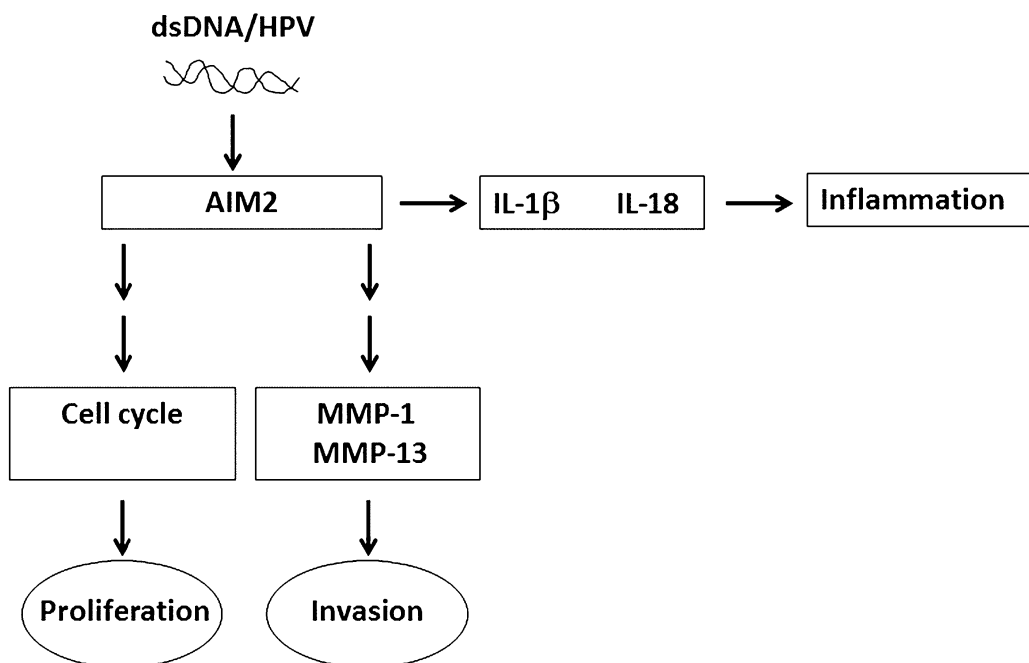 dsDNA/HPV
AIM2
IL-1β IL-18
Inflammation
Cell cycle
MMP-1
MMP-13
Proliferation
Invasion